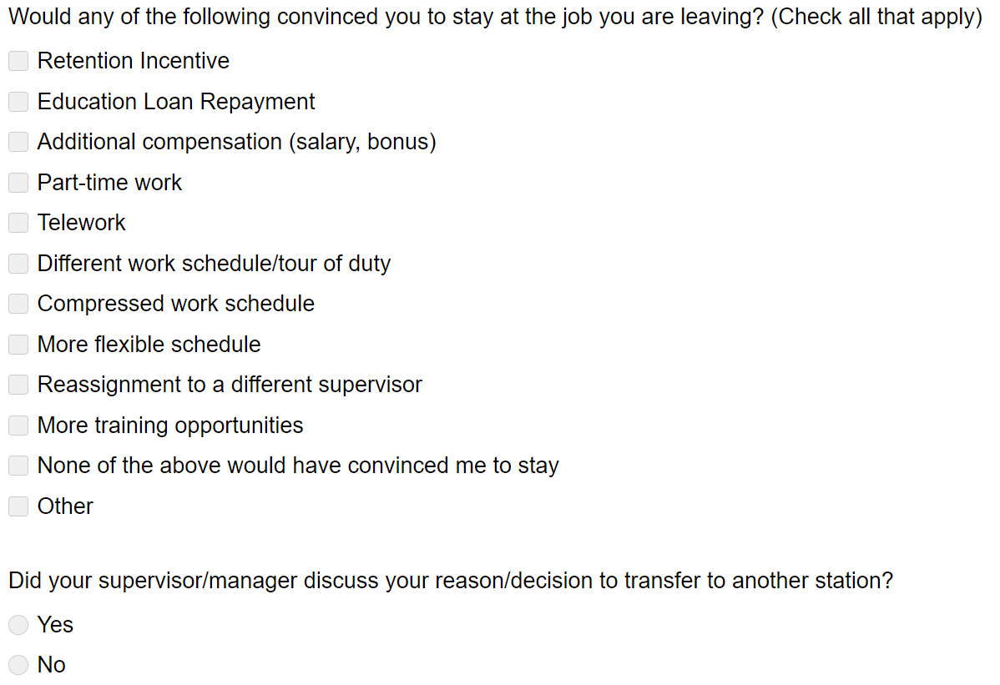 Would any of the following convinced you to stay at the job you are leaving? (Check all that apply)
Retention Incentive
Education Loan Repayment
Additional compensation (salary, bonus)
Part-time work
Telework
Different work schedule/tour of duty
Compressed work schedule
More flexible schedule
Reassignment to a different supervisor
More training opportunities
None of the above would have convinced me to stay
Other
Did your supervisor/manager discuss your reason/decision to transfer to another station?
Yes
No